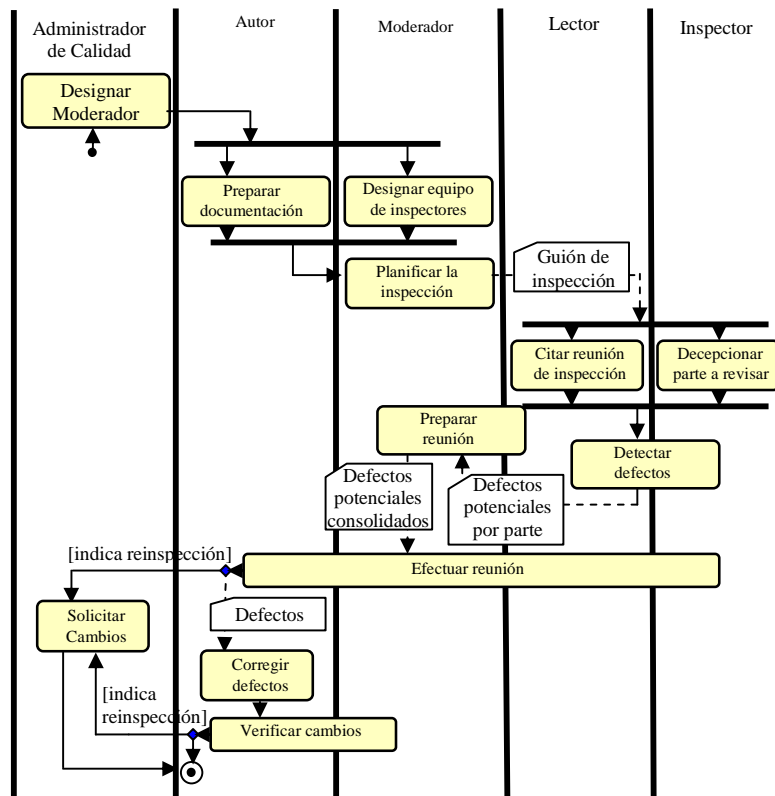 Administrador
de Calidad
Autor
Moderador
Lector
Inspector
Designar
Moderador
Preparar
documentación
Designar equipo
de inspectores
Planificar la
inspección
Guión de
inspección
Citar reunión
de inspección
Decepcionar
parte a revisar
Preparar
reunión
Detectar
defectos
Defectos
potenciales
consolidados
Defectos
potenciales
por parte
[indica reinspección]
Efectuar reunión
Solicitar
Cambios
Defectos
Corregir
defectos
[indica
reinspección]
Verificar cambios